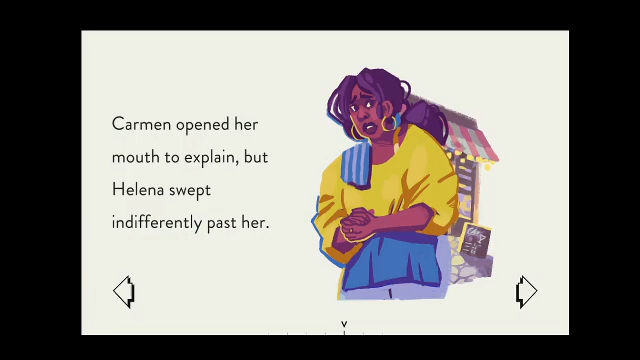 Carmen opened her
mouth to explain, but
Helena swept
indifferently past her.